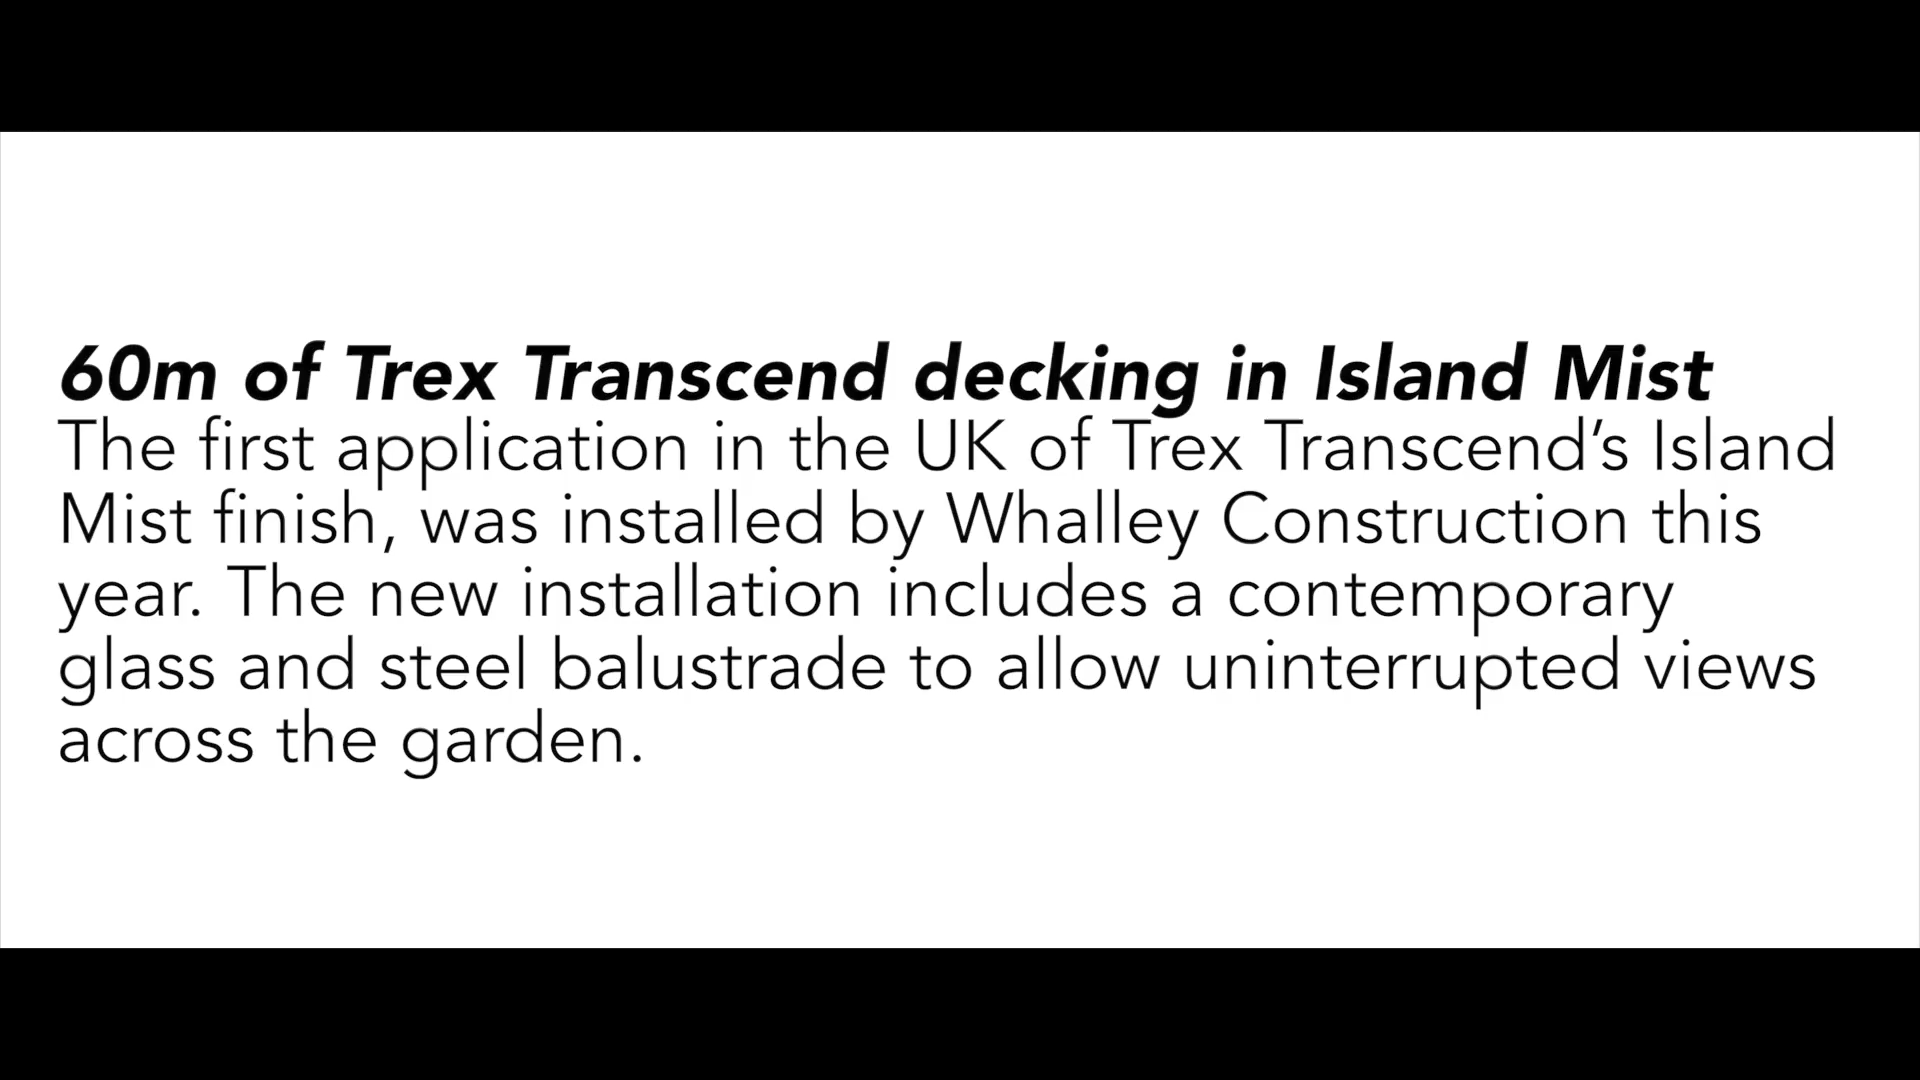 60m of Trex Transcend decking in Island Mist
The first application in the UK of Trex Transcend’s Island
Mist finish, was installed by Whalley Construction this
year. The new installation includes a contemporary
glass and steel balustrade to allow uninterrupted views
across the garden.